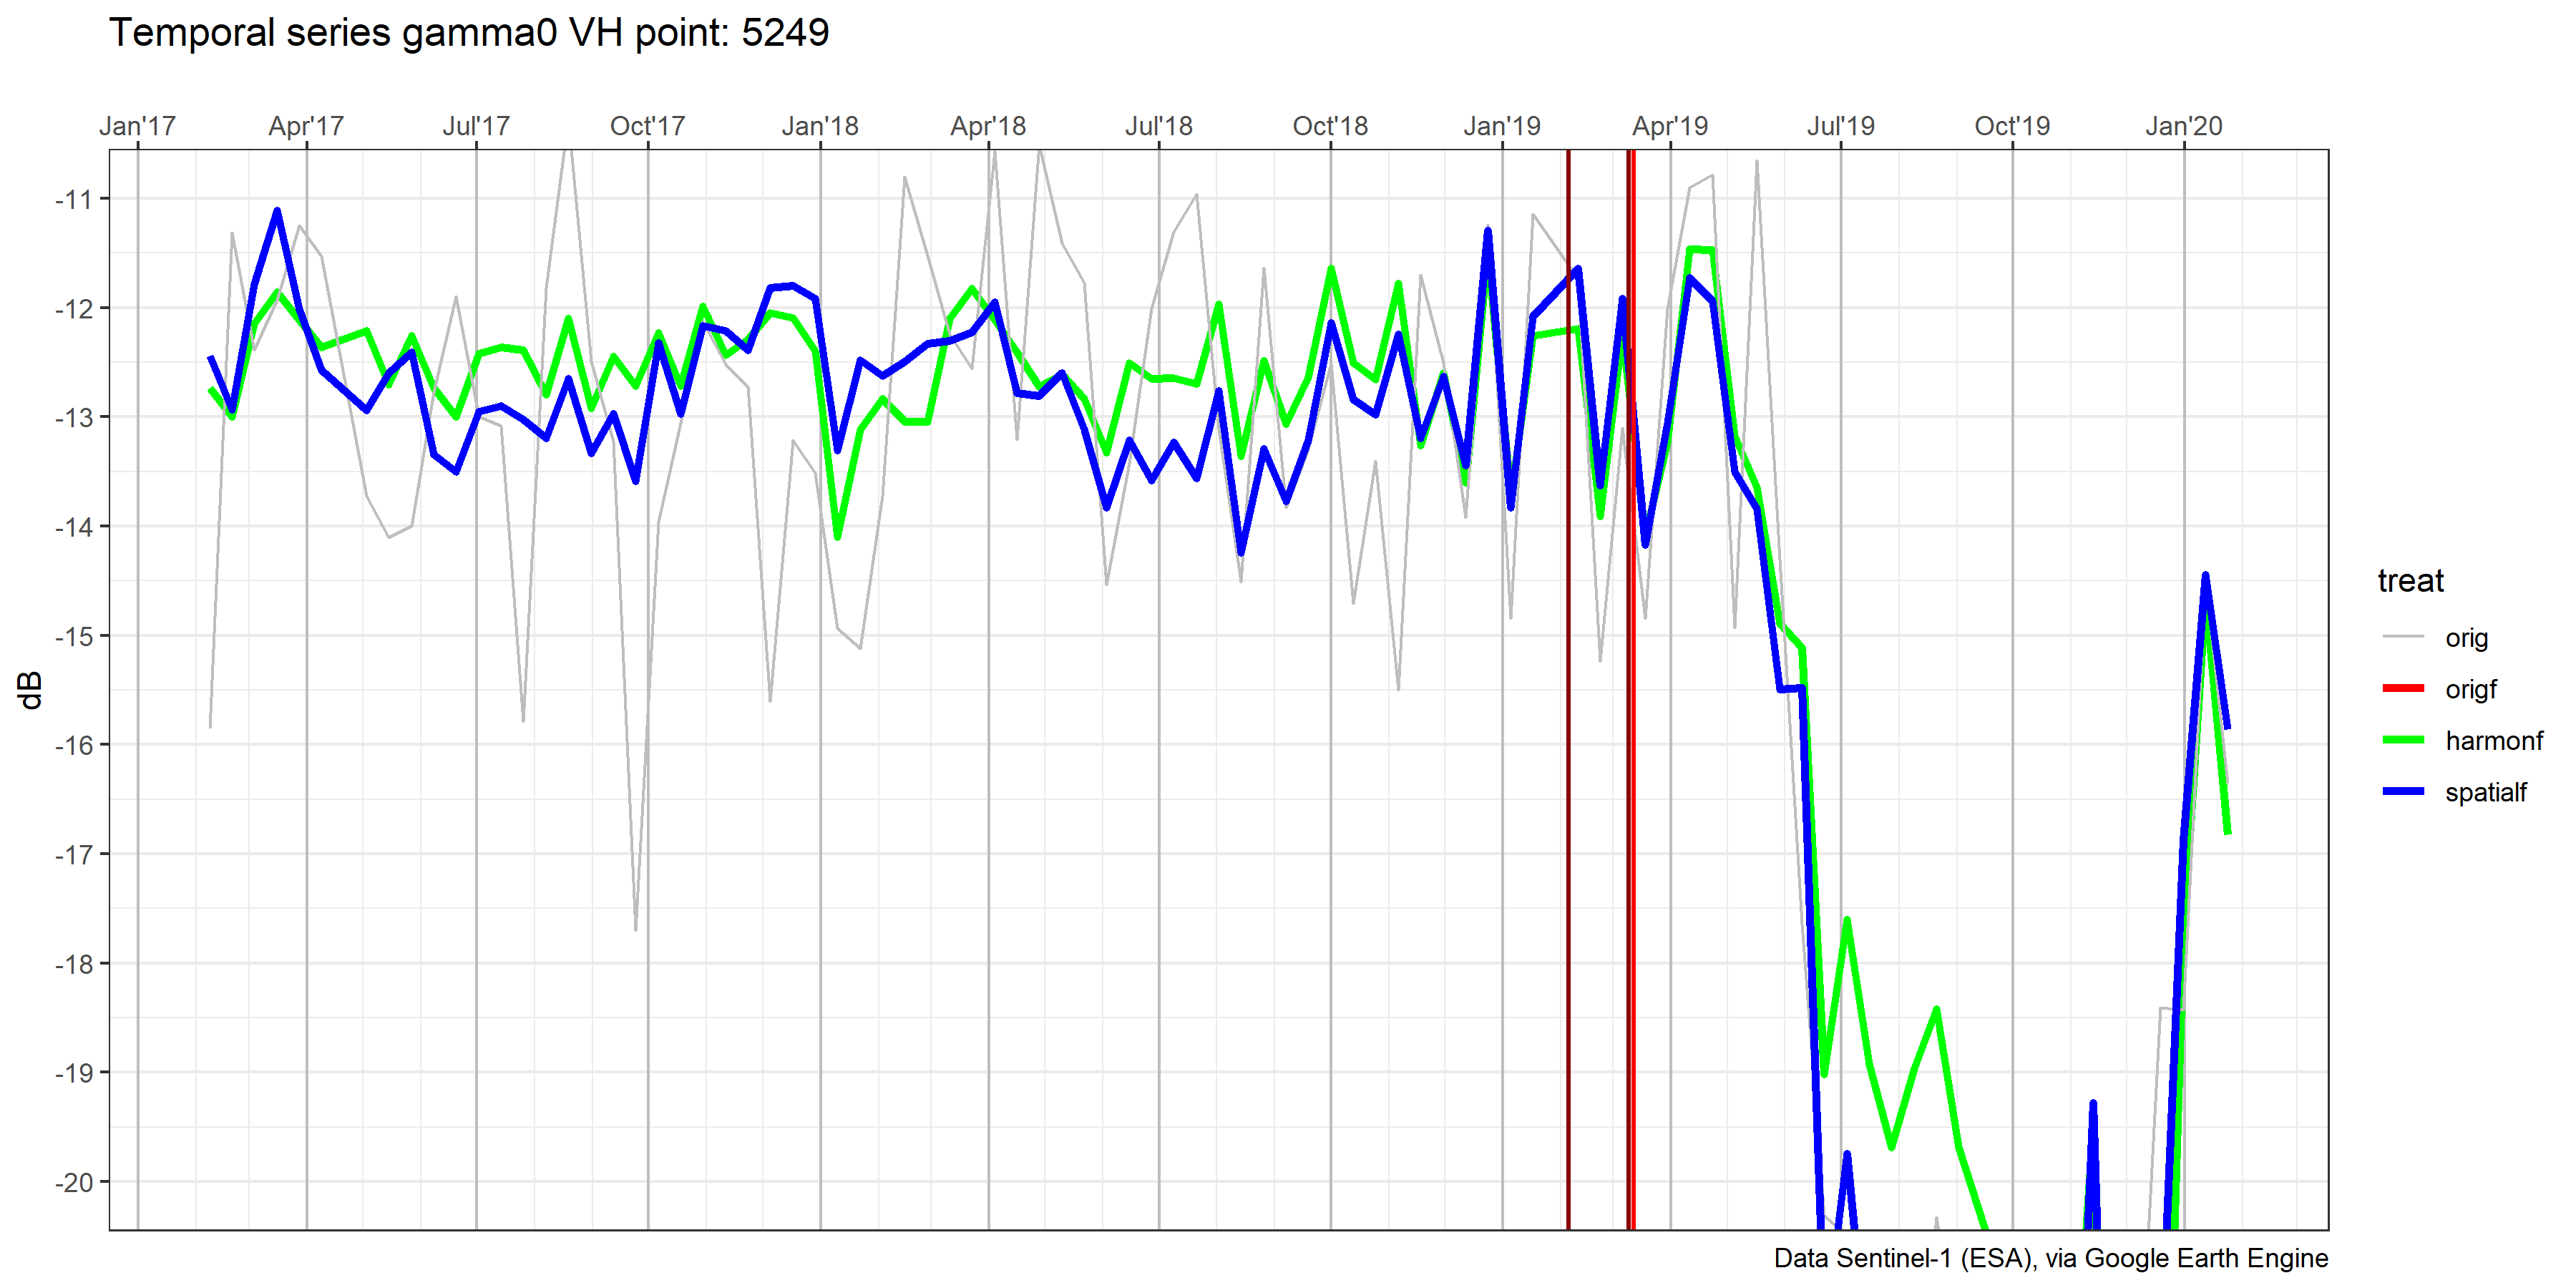 Temporal series gamma0 VH point: 5249
Jan'17 Apr'17 Jul'17 Oct'17 Jan'18 Apr'18 Jul'18 Oct'18 Jan'19 Apr'19 Jul'19 Oct'19 Jan'20
-11
-12
-13
-14
-15
-16
-17
-18
-19
-20
dB
treat
orig
origf
harmonf
spatialf
Data Sentinel-1 (ESA), via Google Earth Engine